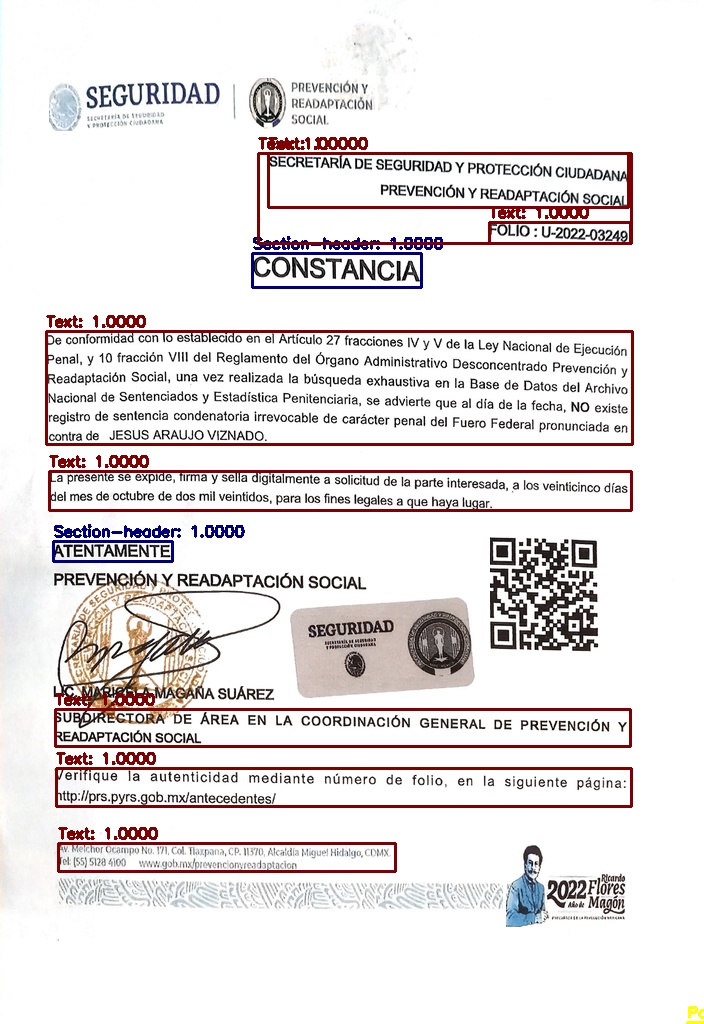 SEGURIDAD
SECRETARÍA DE SEGURIDAD
Y PROTECCIÓN CIUDADANA
PREVENCIÓN Y
READAPTACIÓN
SOCIAL
Text: 1.0000
SECRETARÍA DE SEGURIDAD Y PROTECCIÓN CIUDADANA
PREVENCIÓN Y READAPTACIÓN SOCIAL
Text: 1.0000
FOLIO : U-2022-03249
Section-header: 1.0000
CONSTANCIA
Text: 1.0000
De conformidad con lo establecido en el Artículo 27 fracciones IV y V de la Ley Nacional de Ejecución
Penal, y 10 fracción VIII del Reglamento del Órgano Administrativo Desconcentrado Prevención y
Readaptación Social, una vez realizada la búsqueda exhaustiva en la Base de Datos del Archivo
Nacional de Sentenciados y Estadística Penitenciaria, se advierte que al día de la fecha, NO existe
registro de sentencia condenatoria irrevocable de carácter penal del Fuero Federal pronunciada en
contra de JESUS ARAUJO VIZNADO.
Text: 1.0000
La presente se expide, firma y sella digitalmente a solicitud de la parte interesada, a los veinticinco días
del mes de octubre de dos mil veintidos, para los fines legales a que haya lugar.
Section-header: 1.0000
ATENTAMENTE
PREVENCIÓN Y READAPTACIÓN SOCIAL
SEGURIDAD
SECRETARÍA DE SEGURIDAD
Y PROTECCIÓN CIUDADANA
LIC. MARICELA MAGAÑA SUÁREZ
Text: 1.0000
SUBDIRECTORA DE ÁREA EN LA COORDINACIÓN GENERAL DE PREVENCIÓN Y
READAPTACIÓN SOCIAL
Text: 1.0000
Verifique la autenticidad mediante número de folio, en la siguiente página:
http://prs.pyrs.gob.mx/antecedentes/
Text: 1.0000
Av. Melchor Ocampo No. 171, Col. Tlaxpana, CP. 11370, Alcaldía Miguel Hidalgo, CDMX.
Tel: (55) 5128 4100 www.gob.mx/prevencionyreadaptacion
2022 Ricardo
Flores
Año de Magón
PRECURSOR DE LA REVOLUCIÓN MEXICANA